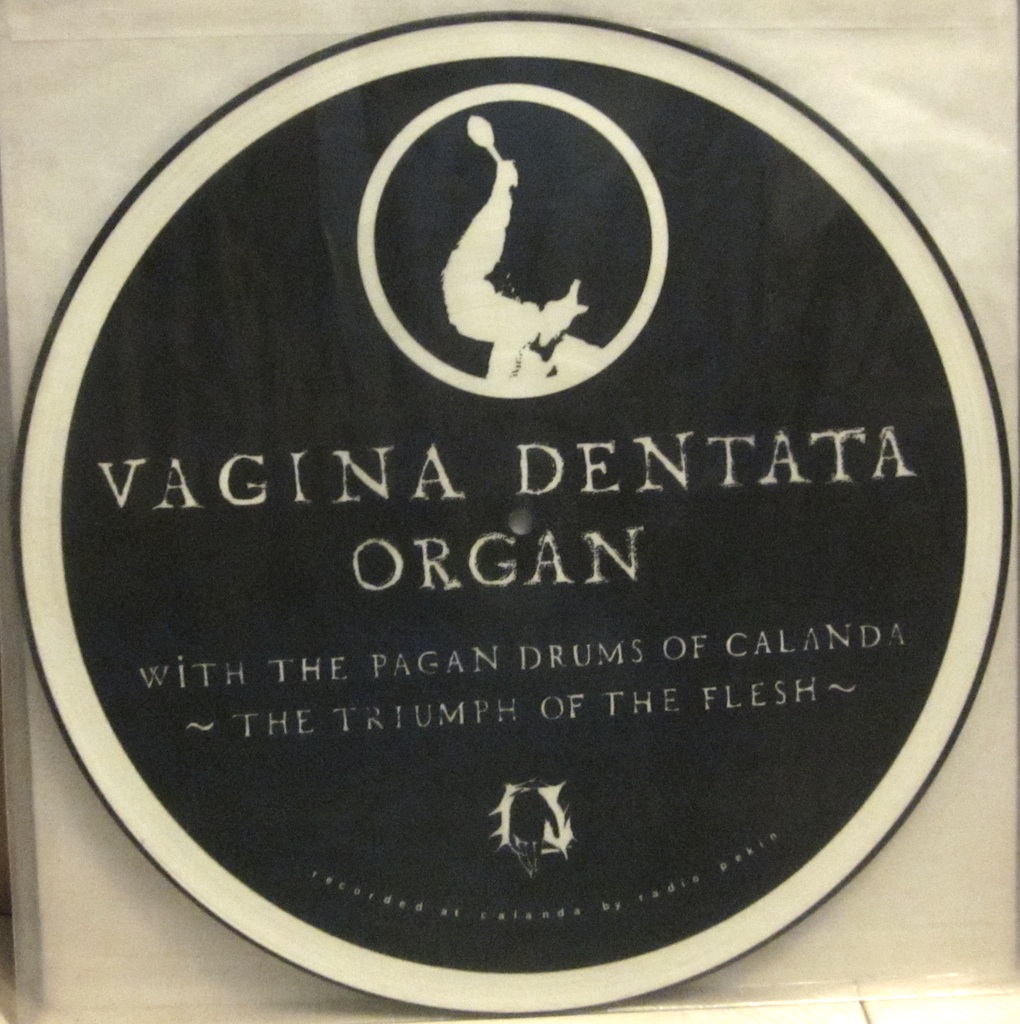 VAGINA DENTATA
ORGAN
WiTH THE PAGAN DRUMS OF CALANDA
~ THE TRIUMPH OF THE FLESH ~
recorded at calanda by radio pekin